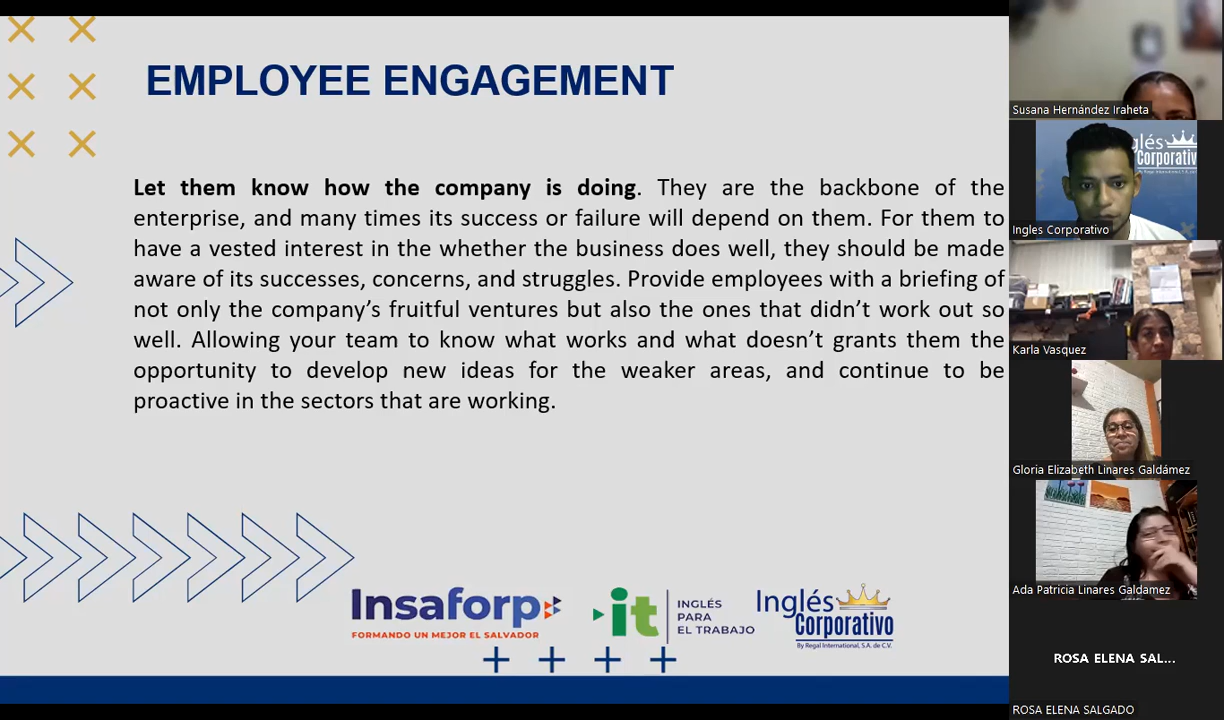 EMPLOYEE ENGAGEMENT
Let them know how the company is doing. They are the backbone of the
enterprise, and many times its success or failure will depend on them. For them to
have a vested interest in the whether the business does well, they should be made
aware of its successes, concerns, and struggles. Provide employees with a briefing of
not only the company’s fruitful ventures but also the ones that didn’t work out so
well. Allowing your team to know what works and what doesn’t grants them the
opportunity to develop new ideas for the weaker areas, and continue to be
proactive in the sectors that are working.
Insaforp
FORMANDO UN MEJOR EL SALVADOR
it
INGLÉS
PARA
EL TRABAJO
Inglés
Corporativo
By Regal International, S.A. de C.V.
Susana Hernández Iraheta
glés
Corporativ
Ingles Corporativo
Karla Vasquez
Gloria Elizabeth Linares Galdámez
Ada Patricia Linares Galdamez
ROSA ELENA SAL...
ROSA ELENA SALGADO